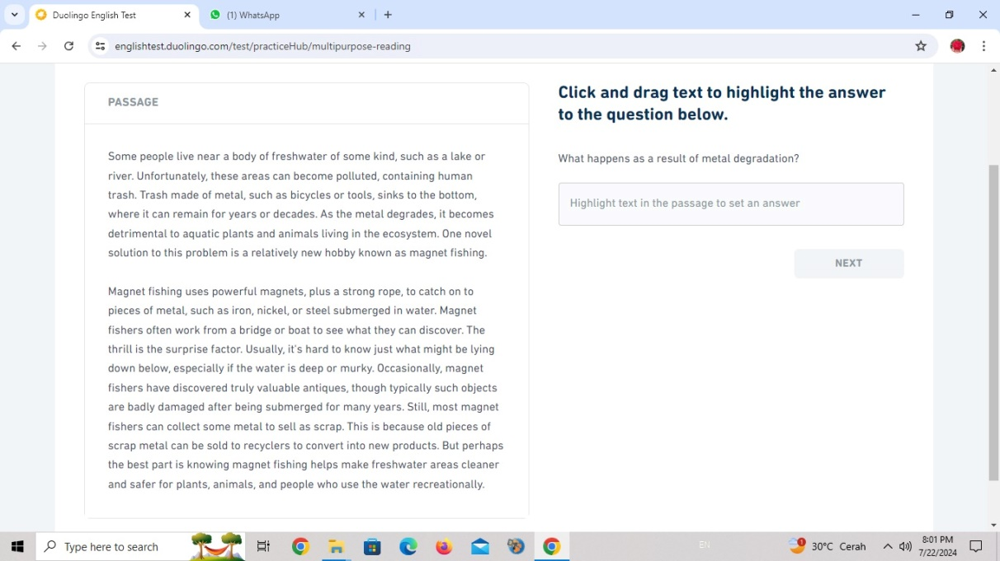 Duolingo English Test
(1) WhatsApp
englishtest.duolingo.com/test/practiceHub/multipurpose-reading
PASSAGE
Some people live near a body of freshwater of some kind, such as a lake or
river. Unfortunately, these areas can become polluted, containing human
trash. Trash made of metal, such as bicycles or tools, sinks to the bottom,
where it can remain for years or decades. As the metal degrades, it becomes
detrimental to aquatic plants and animals living in the ecosystem. One novel
solution to this problem is a relatively new hobby known as magnet fishing.
Magnet fishing uses powerful magnets, plus a strong rope, to catch on to
pieces of metal, such as iron, nickel, or steel submerged in water. Magnet
fishers often work from a bridge or boat to see what they can discover. The
thrill is the surprise factor. Usually, it's hard to know just what might be lying
down below, especially if the water is deep or murky. Occasionally, magnet
fishers have discovered truly valuable antiques, though typically such objects
are badly damaged after being submerged for many years. Still, most magnet
fishers can collect some metal to sell as scrap. This is because old pieces of
scrap metal can be sold to recyclers to convert into new products. But perhaps
the best part is knowing magnet fishing helps make freshwater areas cleaner
and safer for plants, animals, and people who use the water recreationally.
Click and drag text to highlight the answer
to the question below.
What happens as a result of metal degradation?
Highlight text in the passage to set an answer
NEXT
Type here to search
EN
1
30°C Cerah
8:01 PM
7/22/2024